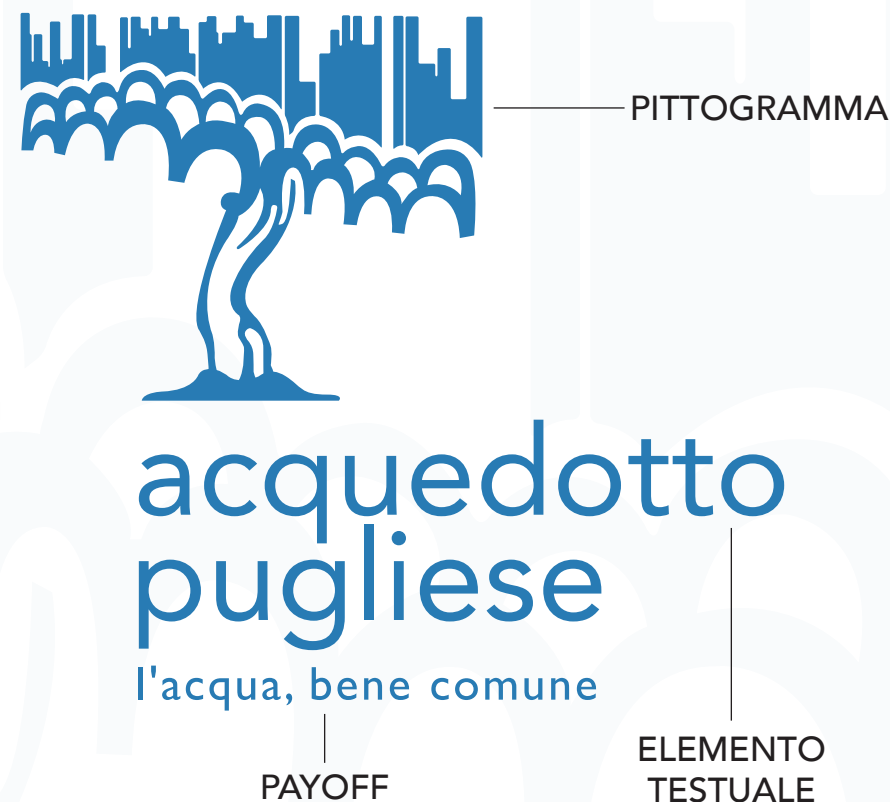 PITTOGRAMMA
acquedotto
pugliese
l'acqua, bene comune
PAYOFF
ELEMENTO
TESTUALE